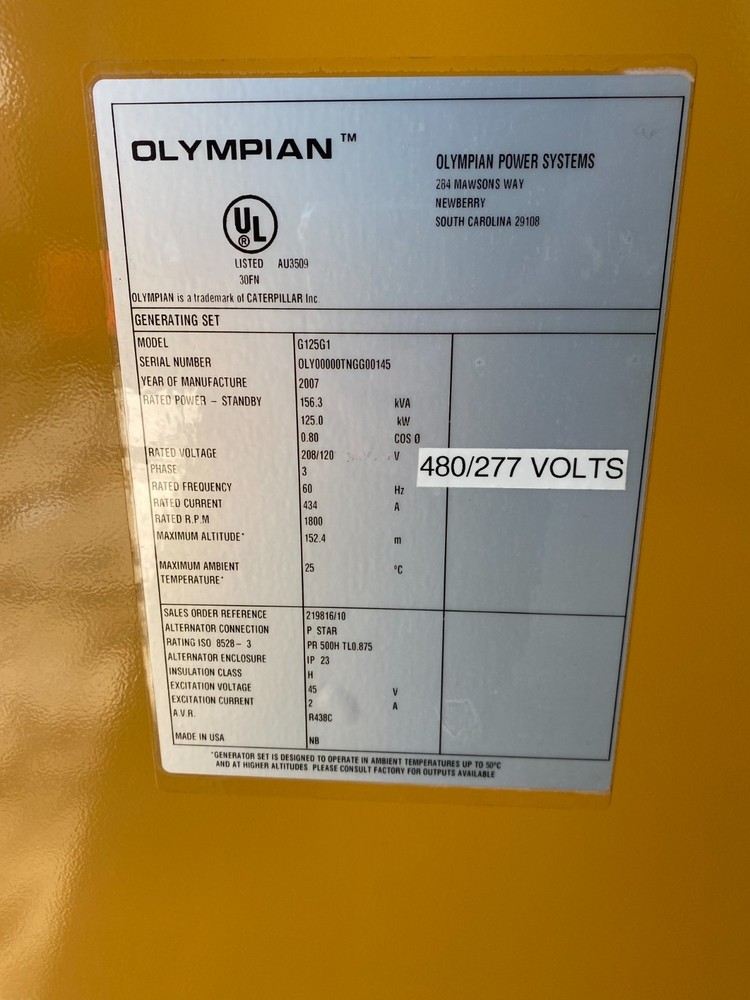 OLYMPIAN ™
OLYMPIAN POWER SYSTEMS
284 MAWSONS WAY
NEWBERRY
SOUTH CAROLINA 29108
UL ®
LISTED AU3509
30FN
OLYMPIAN is a trademark of CATERPILLAR Inc
GENERATING SET
MODEL G125G1
SERIAL NUMBER OLY00000TNGG00145
YEAR OF MANUFACTURE 2007
RATED POWER - STANDBY 156.3 kVA
125.0 kW
0.80 COS Ø
RATED VOLTAGE 208/120 V
480/277 VOLTS
PHASE 3
RATED FREQUENCY 60 Hz
RATED CURRENT 434 A
RATED R.P.M 1800
MAXIMUM ALTITUDE* 152.4 m
MAXIMUM AMBIENT 25 °C
TEMPERATURE*
SALES ORDER REFERENCE 219816/10
ALTERNATOR CONNECTION P STAR
RATING ISO 8528 - 3 PR 500H TL0.875
ALTERNATOR ENCLOSURE IP 23
INSULATION CLASS H
EXCITATION VOLTAGE 45 V
EXCITATION CURRENT 2 A
A.V.R. R438C
MADE IN USA NB
*GENERATOR SET IS DESIGNED TO OPERATE IN AMBIENT TEMPERATURES UP TO 50°C
AND AT HIGHER ALTITUDES PLEASE CONSULT FACTORY FOR OUTPUTS AVAILABLE